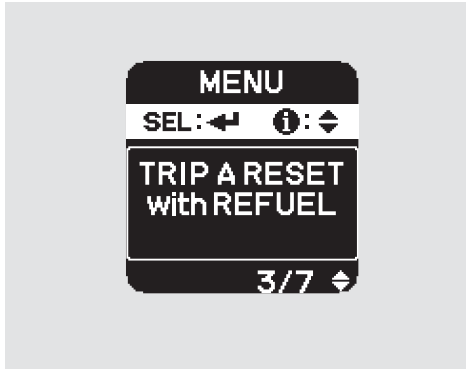 MENU
SEL:↵ ⓘ:◆
TRIP A RESET
with REFUEL
3/7 ◆